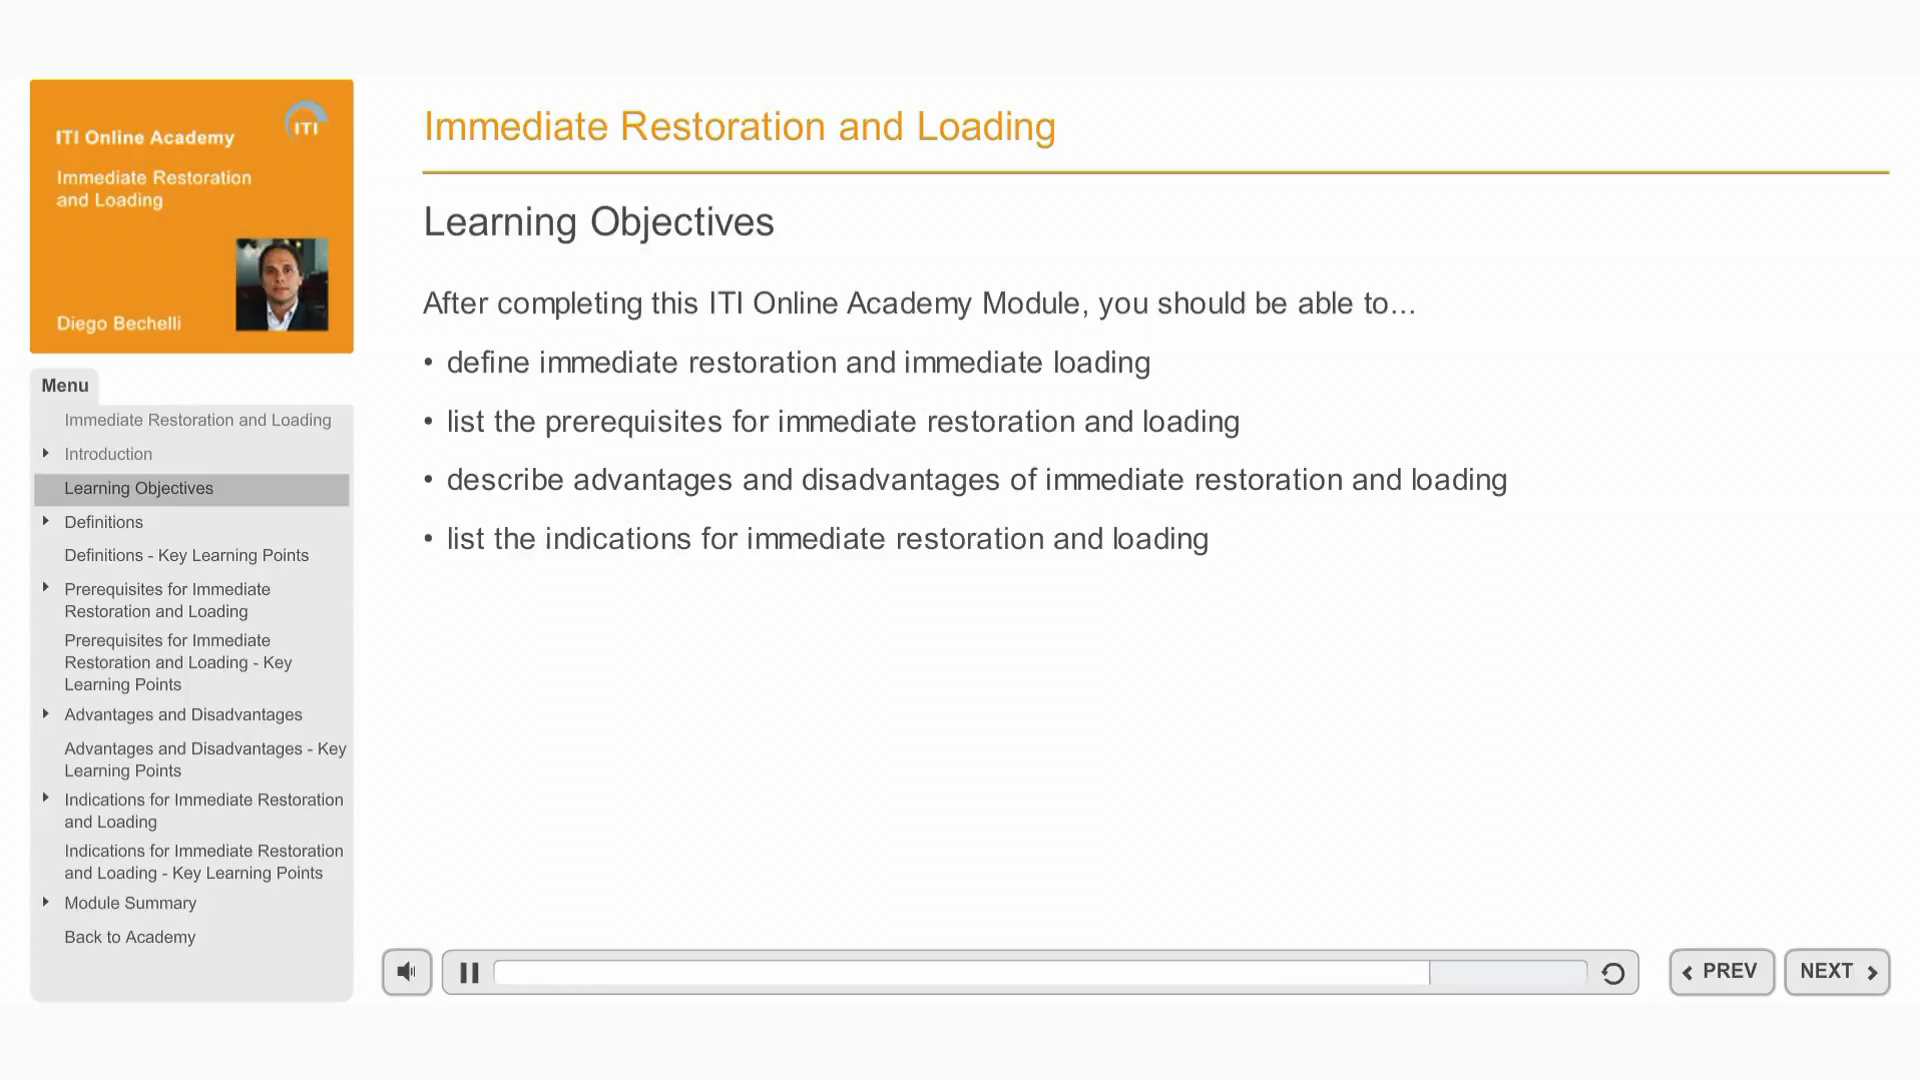 ITI Online Academy
ITI
Immediate Restoration
and Loading
Diego Bechelli
Menu
Immediate Restoration and Loading
Introduction
Learning Objectives
Definitions
Definitions - Key Learning Points
Prerequisites for Immediate
Restoration and Loading
Prerequisites for Immediate
Restoration and Loading - Key
Learning Points
Advantages and Disadvantages
Advantages and Disadvantages - Key
Learning Points
Indications for Immediate Restoration
and Loading
Indications for Immediate Restoration
and Loading - Key Learning Points
Module Summary
Back to Academy
Immediate Restoration and Loading
Learning Objectives
After completing this ITI Online Academy Module, you should be able to...
• define immediate restoration and immediate loading
• list the prerequisites for immediate restoration and loading
• describe advantages and disadvantages of immediate restoration and loading
• list the indications for immediate restoration and loading
PREV
NEXT